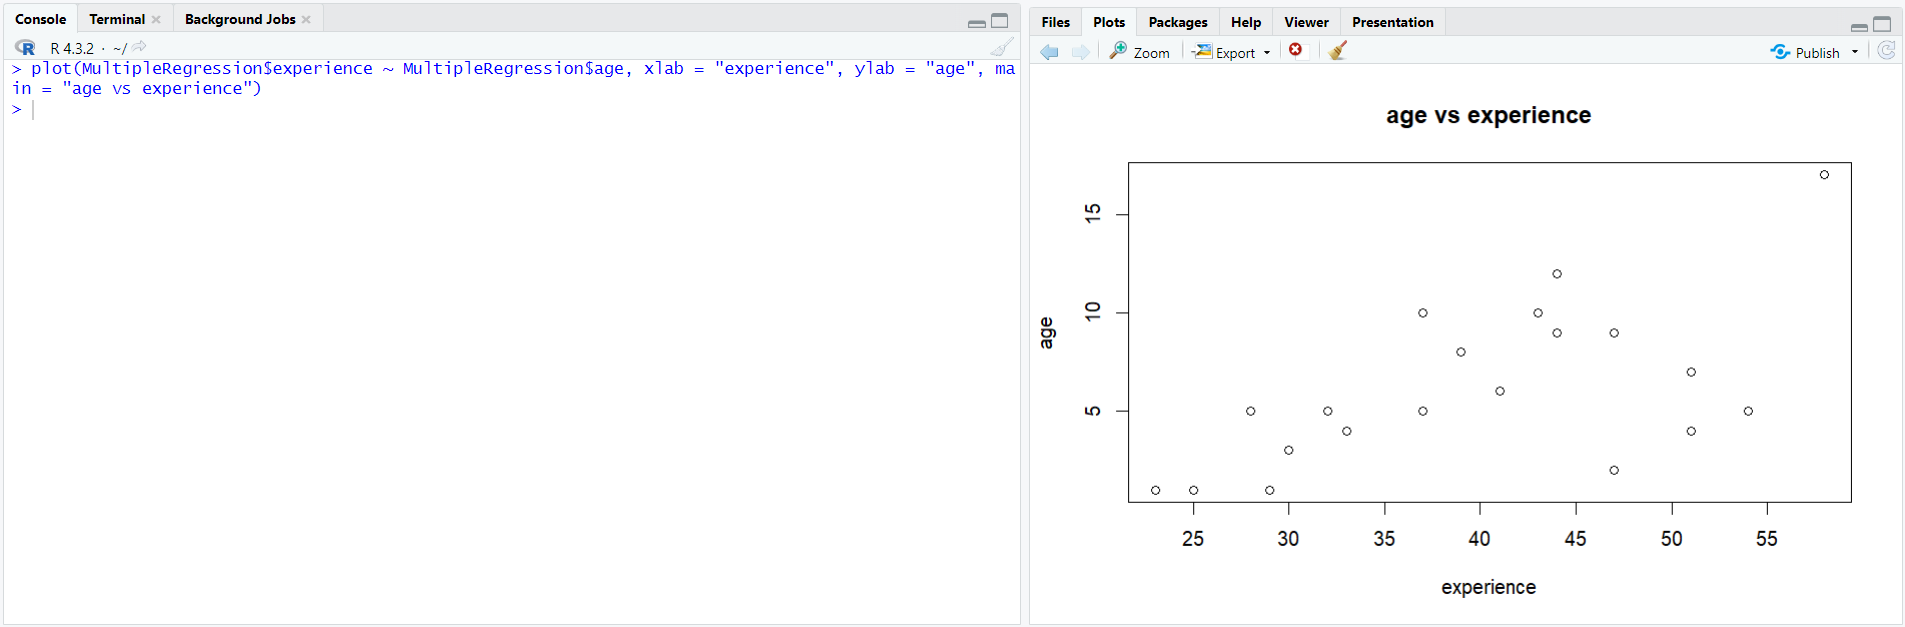 Console Terminal Background Jobs
R R 4.3.2 · ~/
> plot(MultipleRegression$experience ~ MultipleRegression$age, xlab = "experience", ylab = "age", ma
in = "age vs experience")
>
Files Plots Packages Help Viewer Presentation
Zoom Export Publish
age vs experience
age
15
10
5
25 30 35 40 45 50 55
experience